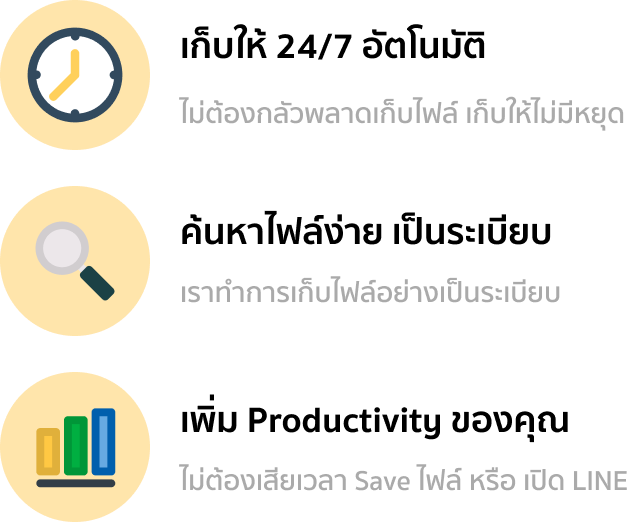 เก็บให้ 24/7 อัตโนมัติ
ไม่ต้องกลัวพลาดเก็บไฟล์ เก็บให้ไม่มีหยุด
ค้นหาไฟล์ง่าย เป็นระเบียบ
เราทำการเก็บไฟล์อย่างเป็นระเบียบ
เพิ่ม Productivity ของคุณ
ไม่ต้องเสียเวลา Save ไฟล์ หรือ เปิด LINE